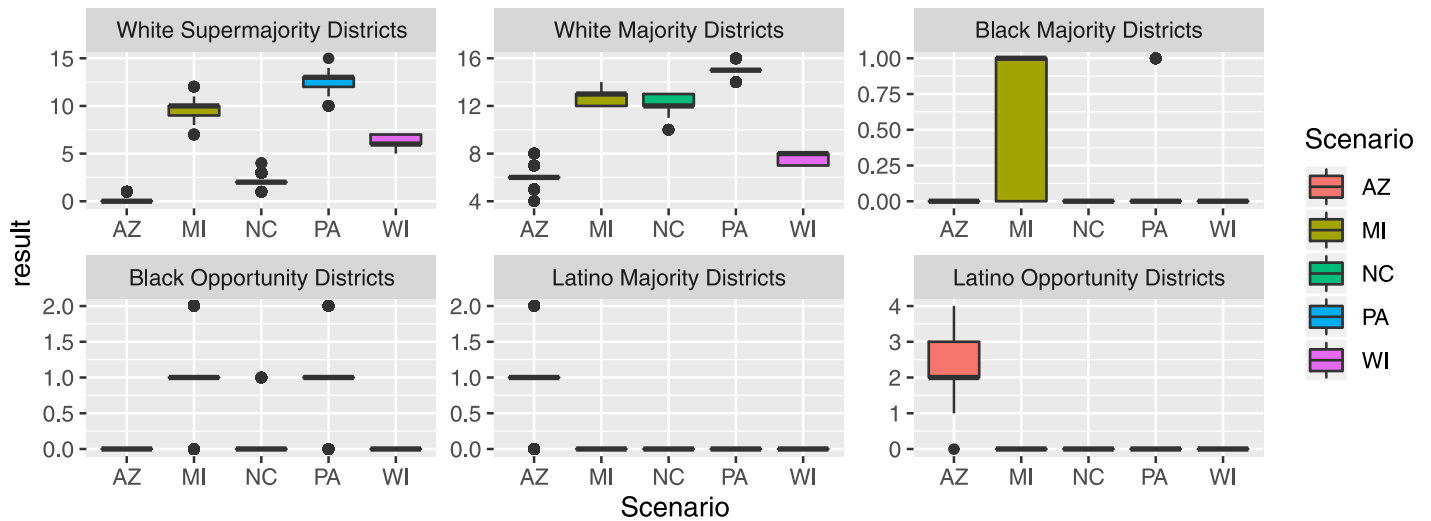 White Supermajority Districts
White Majority Districts
Black Majority Districts
15
10
5
0
AZ MI NC PA WI
16
12
8
4
AZ MI NC PA WI
1.00
0.75
0.50
0.25
0.00
AZ MI NC PA WI
result
Black Opportunity Districts
Latino Majority Districts
Latino Opportunity Districts
2.0
1.5
1.0
0.5
0.0
AZ MI NC PA WI
2.0
1.5
1.0
0.5
0.0
AZ MI NC PA WI
4
3
2
1
0
AZ MI NC PA WI
Scenario
Scenario
AZ
MI
NC
PA
WI